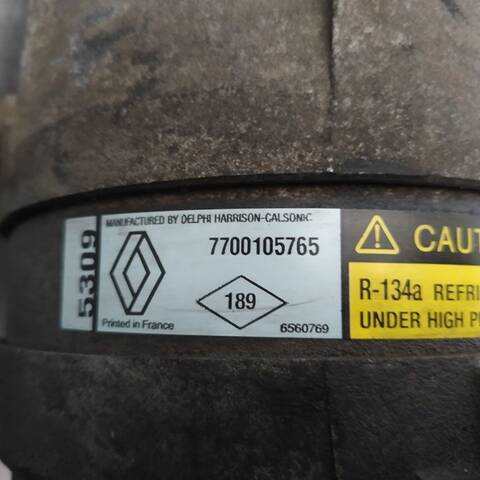 5309
MANUFACTURED BY DELPHI HARRISON-CALSONIC
7700105765
189
Printed in France
6560769
CAUT
R-134a REFRI
UNDER HIGH P